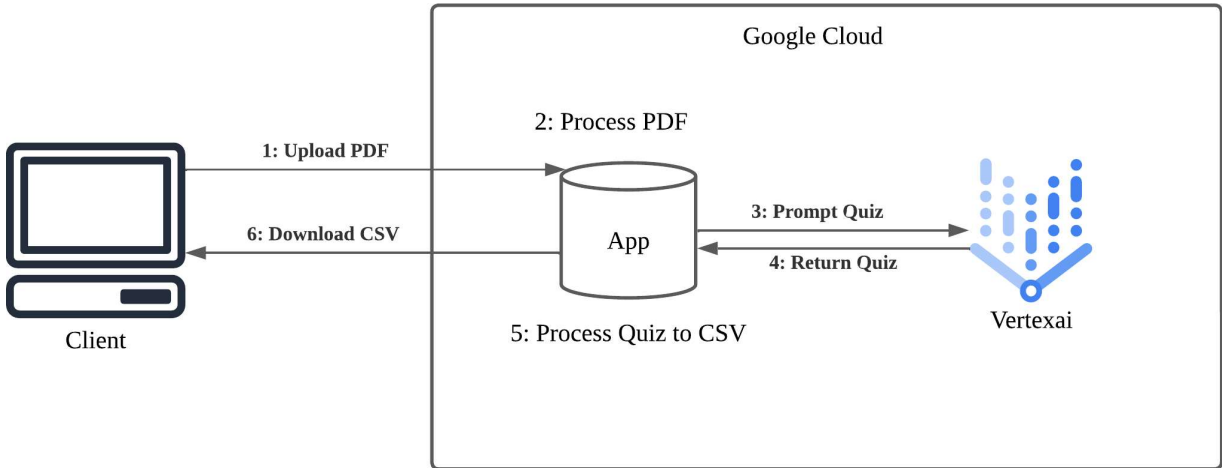 Google Cloud
2: Process PDF
1: Upload PDF
3: Prompt Quiz
6: Download CSV
App
4: Return Quiz
Vertexai
5: Process Quiz to CSV
Client